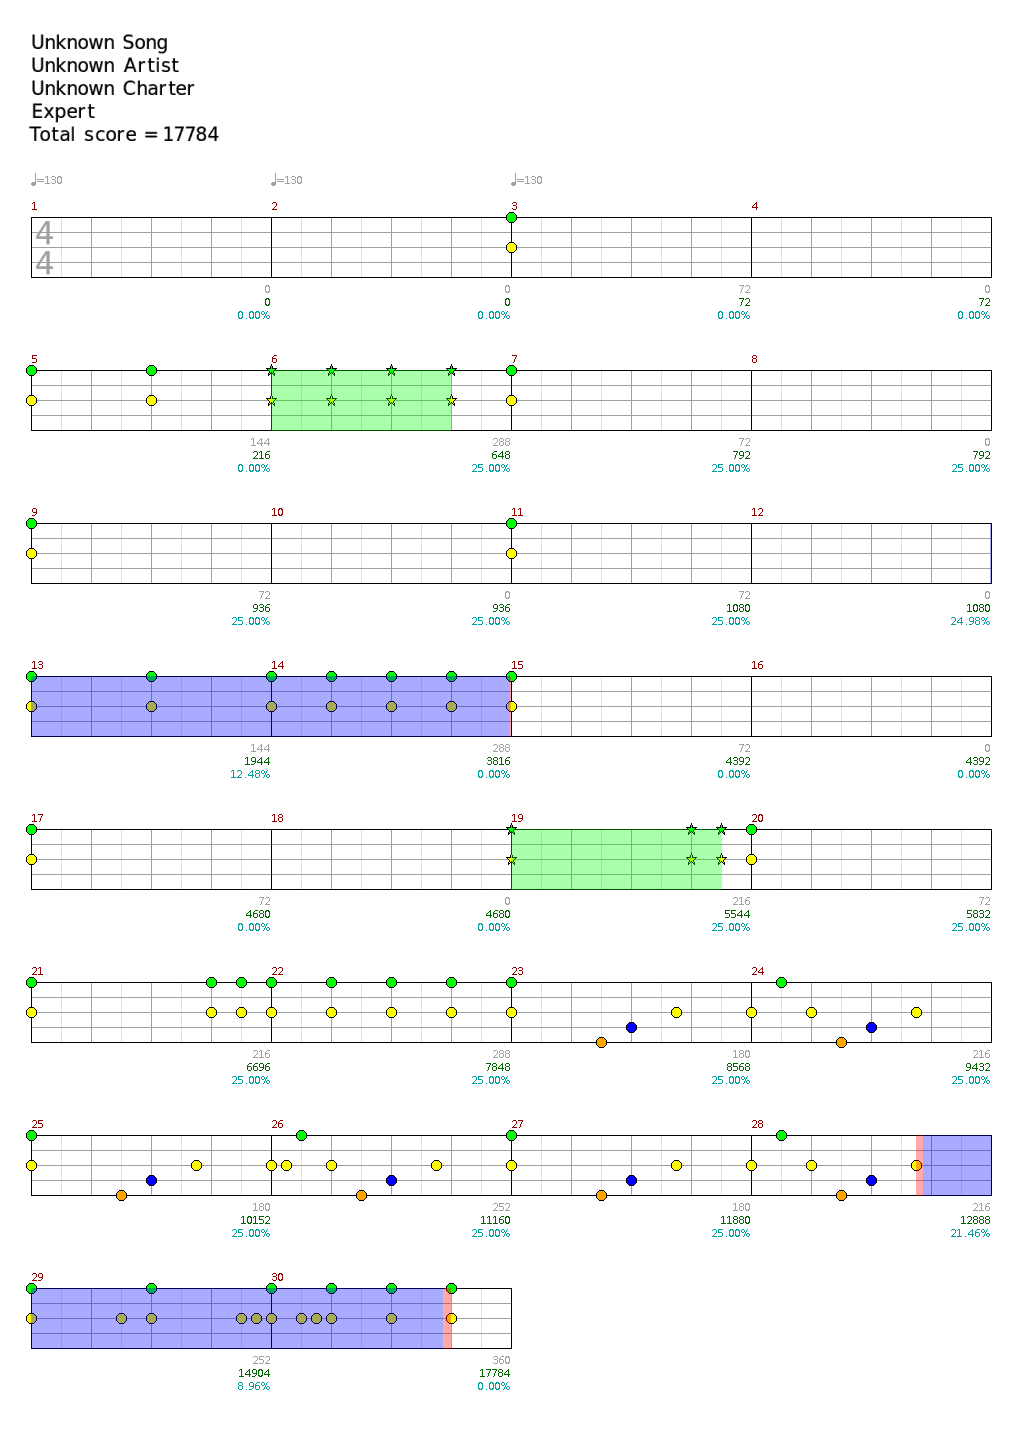 Unknown Song
Unknown Artist
Unknown Charter
Expert
Total score = 17784
♩=130 ♩=130 ♩=130
1 2 3 4
4
4
0 0 72 0
0 0 72 72
0.00% 0.00% 0.00% 0.00%
5 6 7 8
144 288 72 0
216 648 792 792
0.00% 25.00% 25.00% 25.00%
9 10 11 12
72 0 72 0
936 936 1080 1080
25.00% 25.00% 25.00% 24.98%
13 14 15 16
144 288 72 0
1944 3816 4392 4392
12.48% 0.00% 0.00% 0.00%
17 18 19 20
72 0 216 72
4680 4680 5544 5832
0.00% 0.00% 25.00% 25.00%
21 22 23 24
216 288 180 216
6696 7848 8568 9432
25.00% 25.00% 25.00% 25.00%
25 26 27 28
180 252 180 216
10152 11160 11880 12888
25.00% 25.00% 25.00% 21.46%
29 30
252 360
14904 17784
8.96% 0.00%